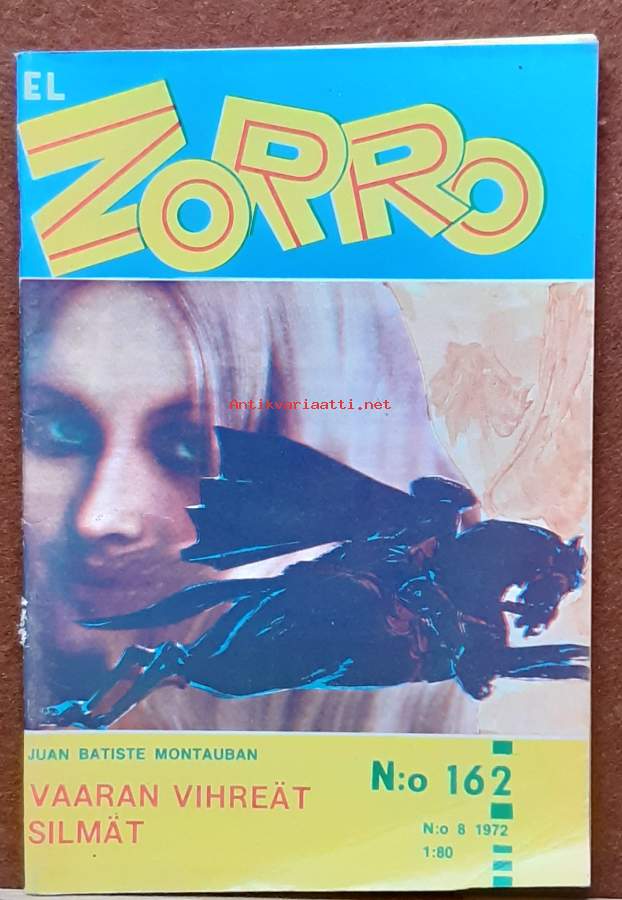 EL
ZORRO
Antikvariaatti.net
JUAN BATISTE MONTAUBAN
VAARAN VIHREÄT
SILMÄT
N:o 162
N:o 8 1972
1:80